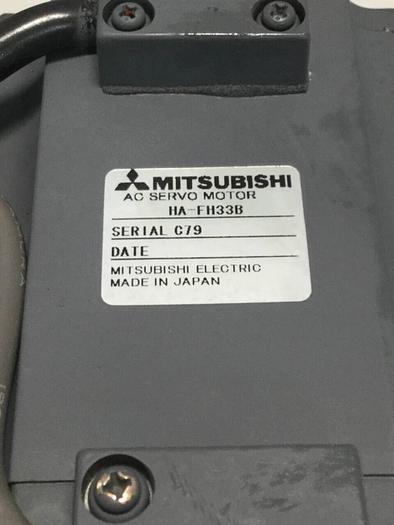 MITSUBISHI
AC SERVO MOTOR
HA-FH33B
SERIAL C79
DATE
MITSUBISHI ELECTRIC
MADE IN JAPAN